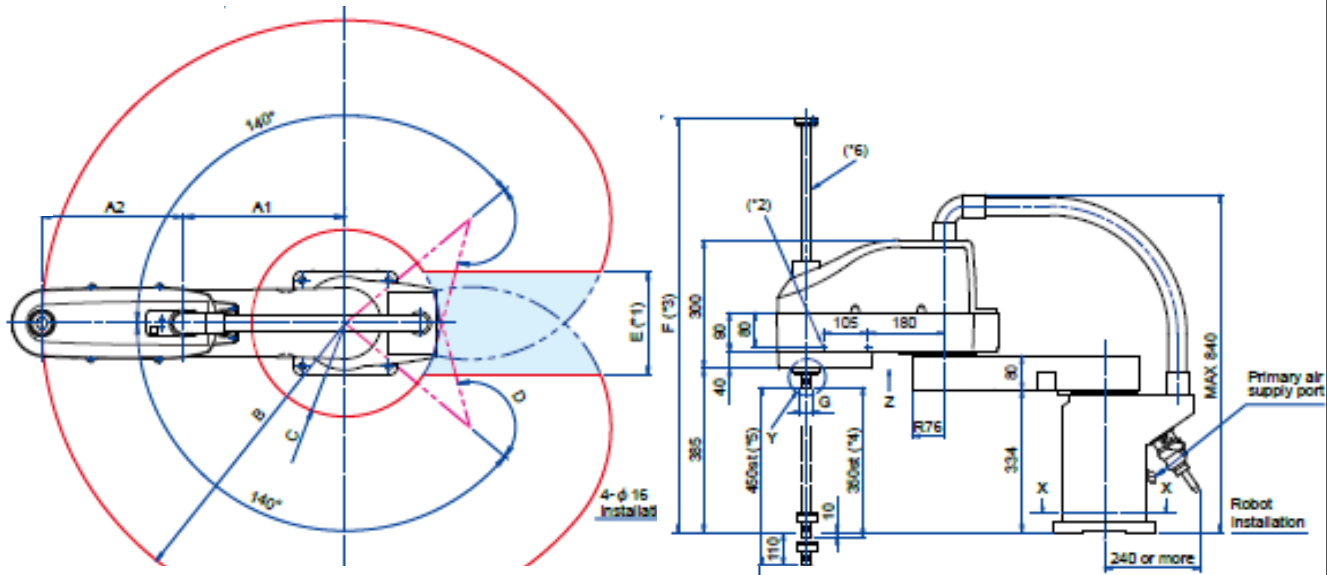 140°
A2
A1
E (*1)
B
C
D
140°
4-ϕ 16
Installati
(*6)
(*2)
F (*3)
300
90
80
105
180
40
385
G
Z
Y
R76
450st (*5)
350st (*4)
10
110
80
334
MAX 840
Primary air
supply port
X
X
Robot
installation
240 or more